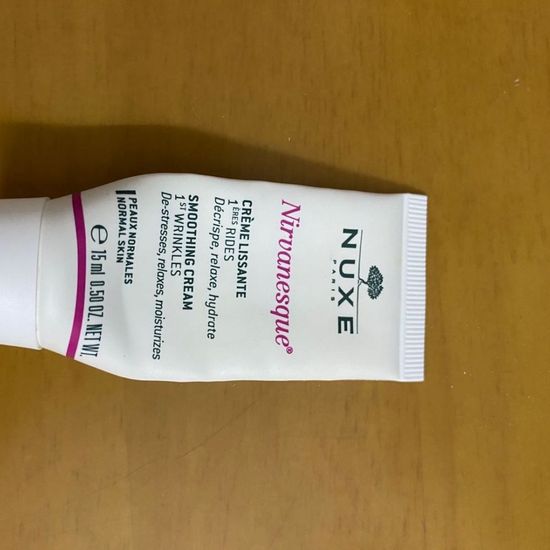 NUXE
PARIS
Nirvanesque®
CRÈME LISSANTE
1ÈRES RIDES
Décrispe, relaxe, hydrate
SMOOTHING CREAM
1ST WRINKLES
De-stresses, relaxes, moisturizes
PEAUX NORMALES
NORMAL SKIN
e 15 ml 0.50 OZ. NET WT.